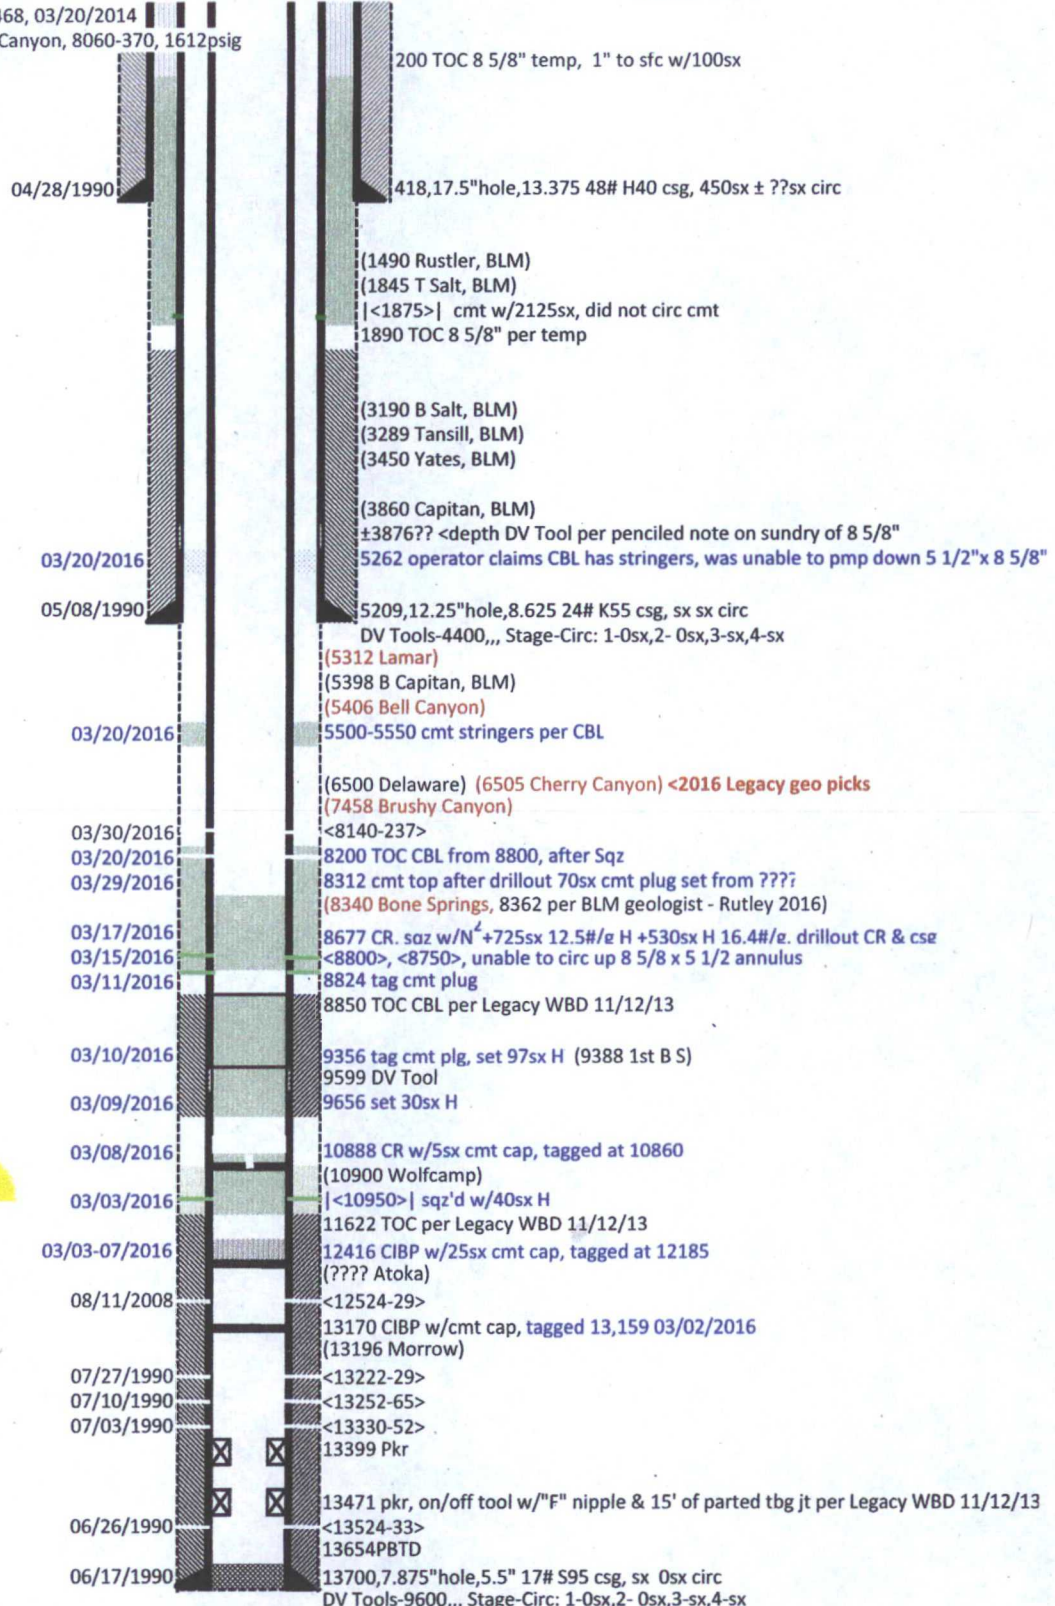 468, 03/20/2014
Canyon, 8060-370, 1612psig
200 TOC 8 5/8" temp, 1" to sfc w/100sx
04/28/1990 418,17.5"hole,13.375 48# H40 csg, 450sx ± ??sx circ
(1490 Rustler, BLM)
(1845 T Salt, BLM)
|<1875>| cmt w/2125sx, did not circ cmt
1890 TOC 8 5/8" per temp
(3190 B Salt, BLM)
(3289 Tansill, BLM)
(3450 Yates, BLM)
(3860 Capitan, BLM)
±3876?? <depth DV Tool per penciled note on sundry of 8 5/8"
03/20/2016 5262 operator claims CBL has stringers, was unable to pmp down 5 1/2"x 8 5/8"
05/08/1990 5209,12.25"hole,8.625 24# K55 csg, sx sx circ
DV Tools-4400,,, Stage-Circ: 1-0sx,2- 0sx,3-sx,4-sx
(5312 Lamar)
(5398 B Capitan, BLM)
(5406 Bell Canyon)
03/20/2016 5500-5550 cmt stringers per CBL
(6500 Delaware) (6505 Cherry Canyon) <2016 Legacy geo picks
(7458 Brushy Canyon)
03/30/2016 <8140-237>
03/20/2016 8200 TOC CBL from 8800, after Sqz
03/29/2016 8312 cmt top after drillout 70sx cmt plug set from ????
(8340 Bone Springs, 8362 per BLM geologist - Rutley 2016)
03/17/2016 8677 CR. sqz w/N²+725sx 12.5#/g H +530sx H 16.4#/g. drillout CR & csg
03/15/2016 <8800>, <8750>, unable to circ up 8 5/8 x 5 1/2 annulus
03/11/2016 8824 tag cmt plug
8850 TOC CBL per Legacy WBD 11/12/13
03/10/2016 9356 tag cmt plg, set 97sx H (9388 1st B S)
9599 DV Tool
03/09/2016 9656 set 30sx H
03/08/2016 10888 CR w/5sx cmt cap, tagged at 10860
(10900 Wolfcamp)
03/03/2016 |<10950>| sqz'd w/40sx H
11622 TOC per Legacy WBD 11/12/13
03/03-07/2016 12416 CIBP w/25sx cmt cap, tagged at 12185
(???? Atoka)
08/11/2008 <12524-29>
13170 CIBP w/cmt cap, tagged 13,159 03/02/2016
(13196 Morrow)
07/27/1990 <13222-29>
07/10/1990 <13252-65>
07/03/1990 <13330-52>
13399 Pkr
13471 pkr, on/off tool w/"F" nipple & 15' of parted tbg jt per Legacy WBD 11/12/13
06/26/1990 <13524-33>
13654PBTD
06/17/1990 13700,7.875"hole,5.5" 17# S95 csg, sx 0sx circ
DV Tools-9600,,, Stage-Circ: 1-0sx,2- 0sx,3-sx,4-sx